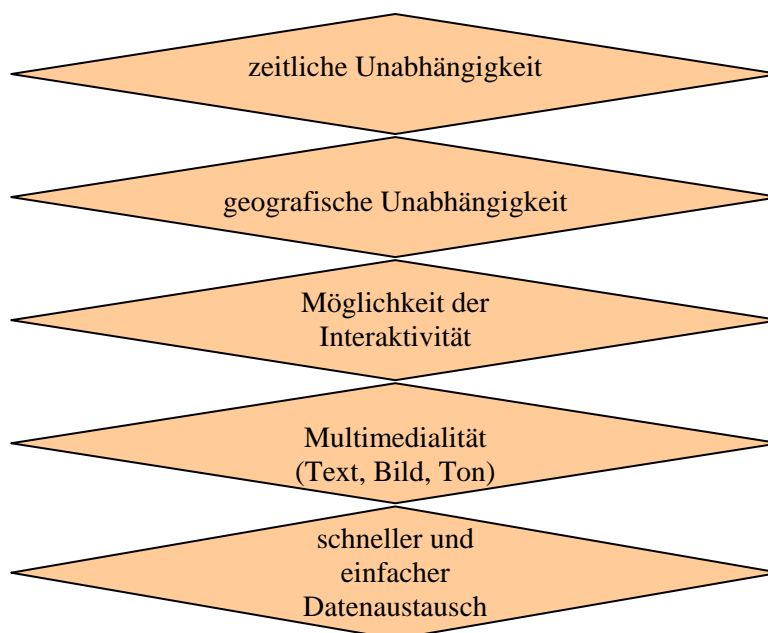 zeitliche Unabhängigkeit
geografische Unabhängigkeit
Möglichkeit der
Interaktivität
Multimedialität
(Text, Bild, Ton)
schneller und
einfacher
Datenaustausch